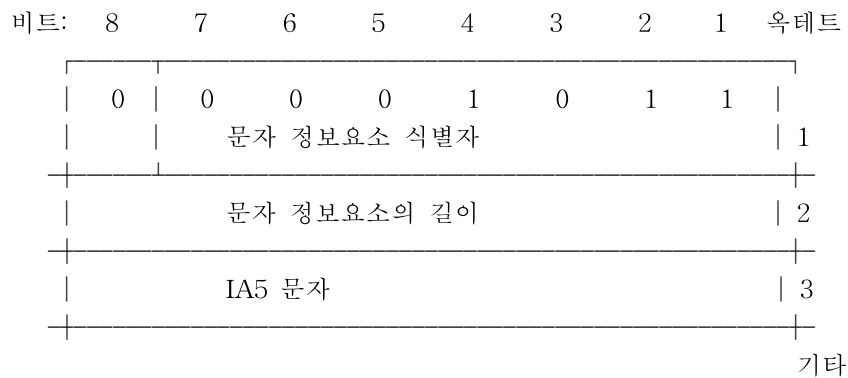 비트: 8 7 6 5 4 3 2 1 옥테트
0 0 0 0 1 0 1 1
문자 정보요소 식별자 1
문자 정보요소의 길이 2
IA5 문자 3
기타